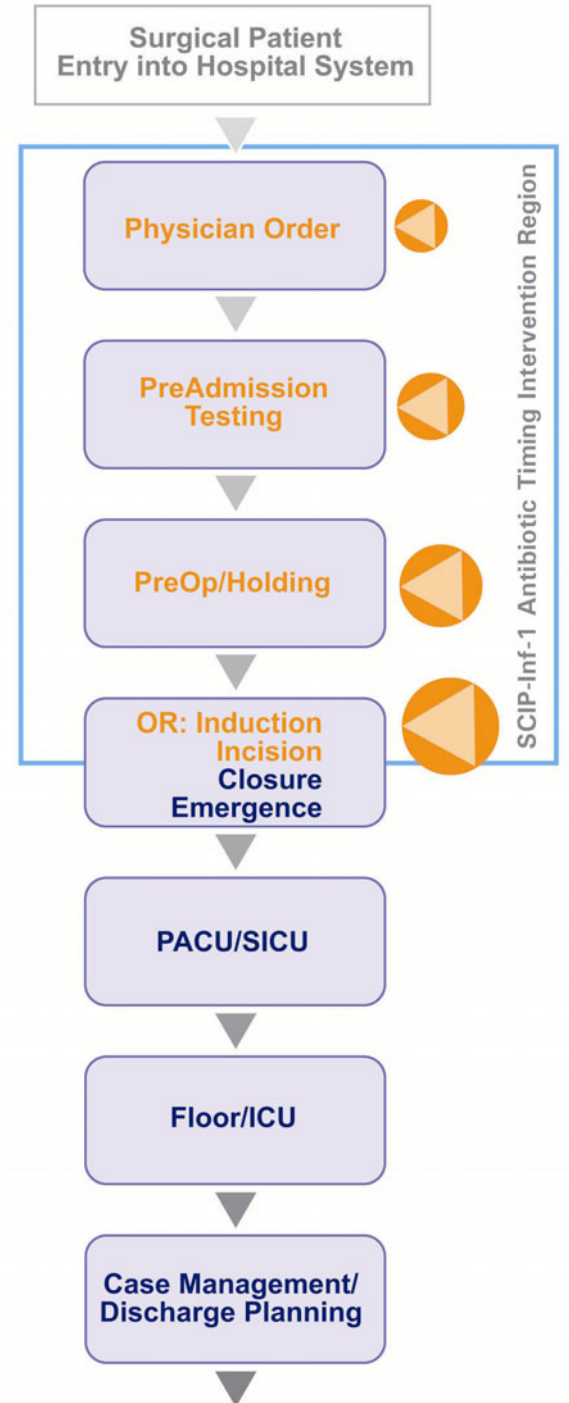 Surgical Patient
Entry into Hospital System
Physician Order
PreAdmission
Testing
PreOp/Holding
OR: Induction
Incision
Closure
Emergence
PACU/SICU
Floor/ICU
Case Management/
Discharge Planning
SCIP-Inf-1 Antibiotic Timing Intervention Region